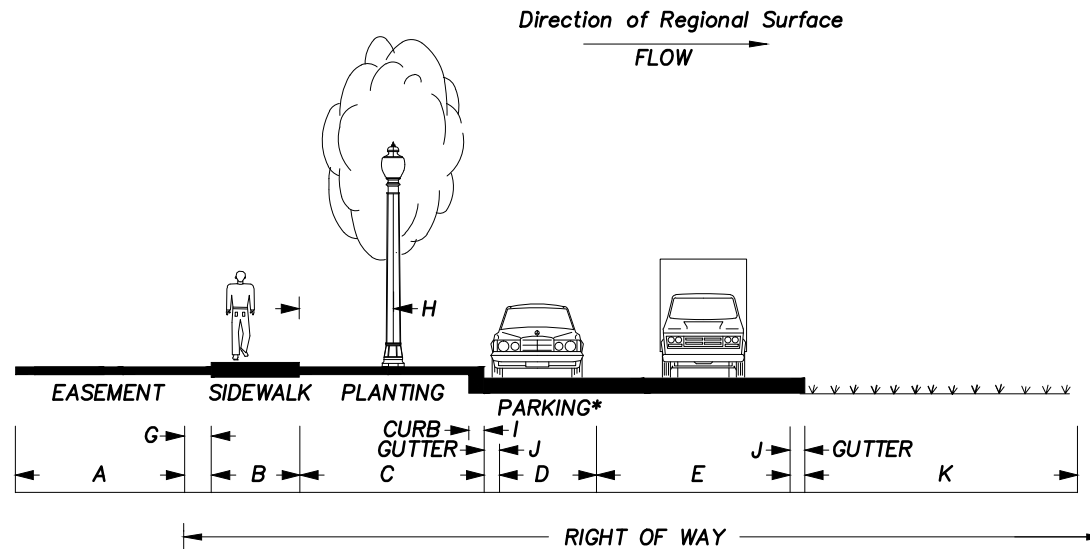 Direction of Regional Surface
FLOW
H
EASEMENT SIDEWALK PLANTING
PARKING*
G CURB I
GUTTER J J GUTTER
A B C D E K
RIGHT OF WAY